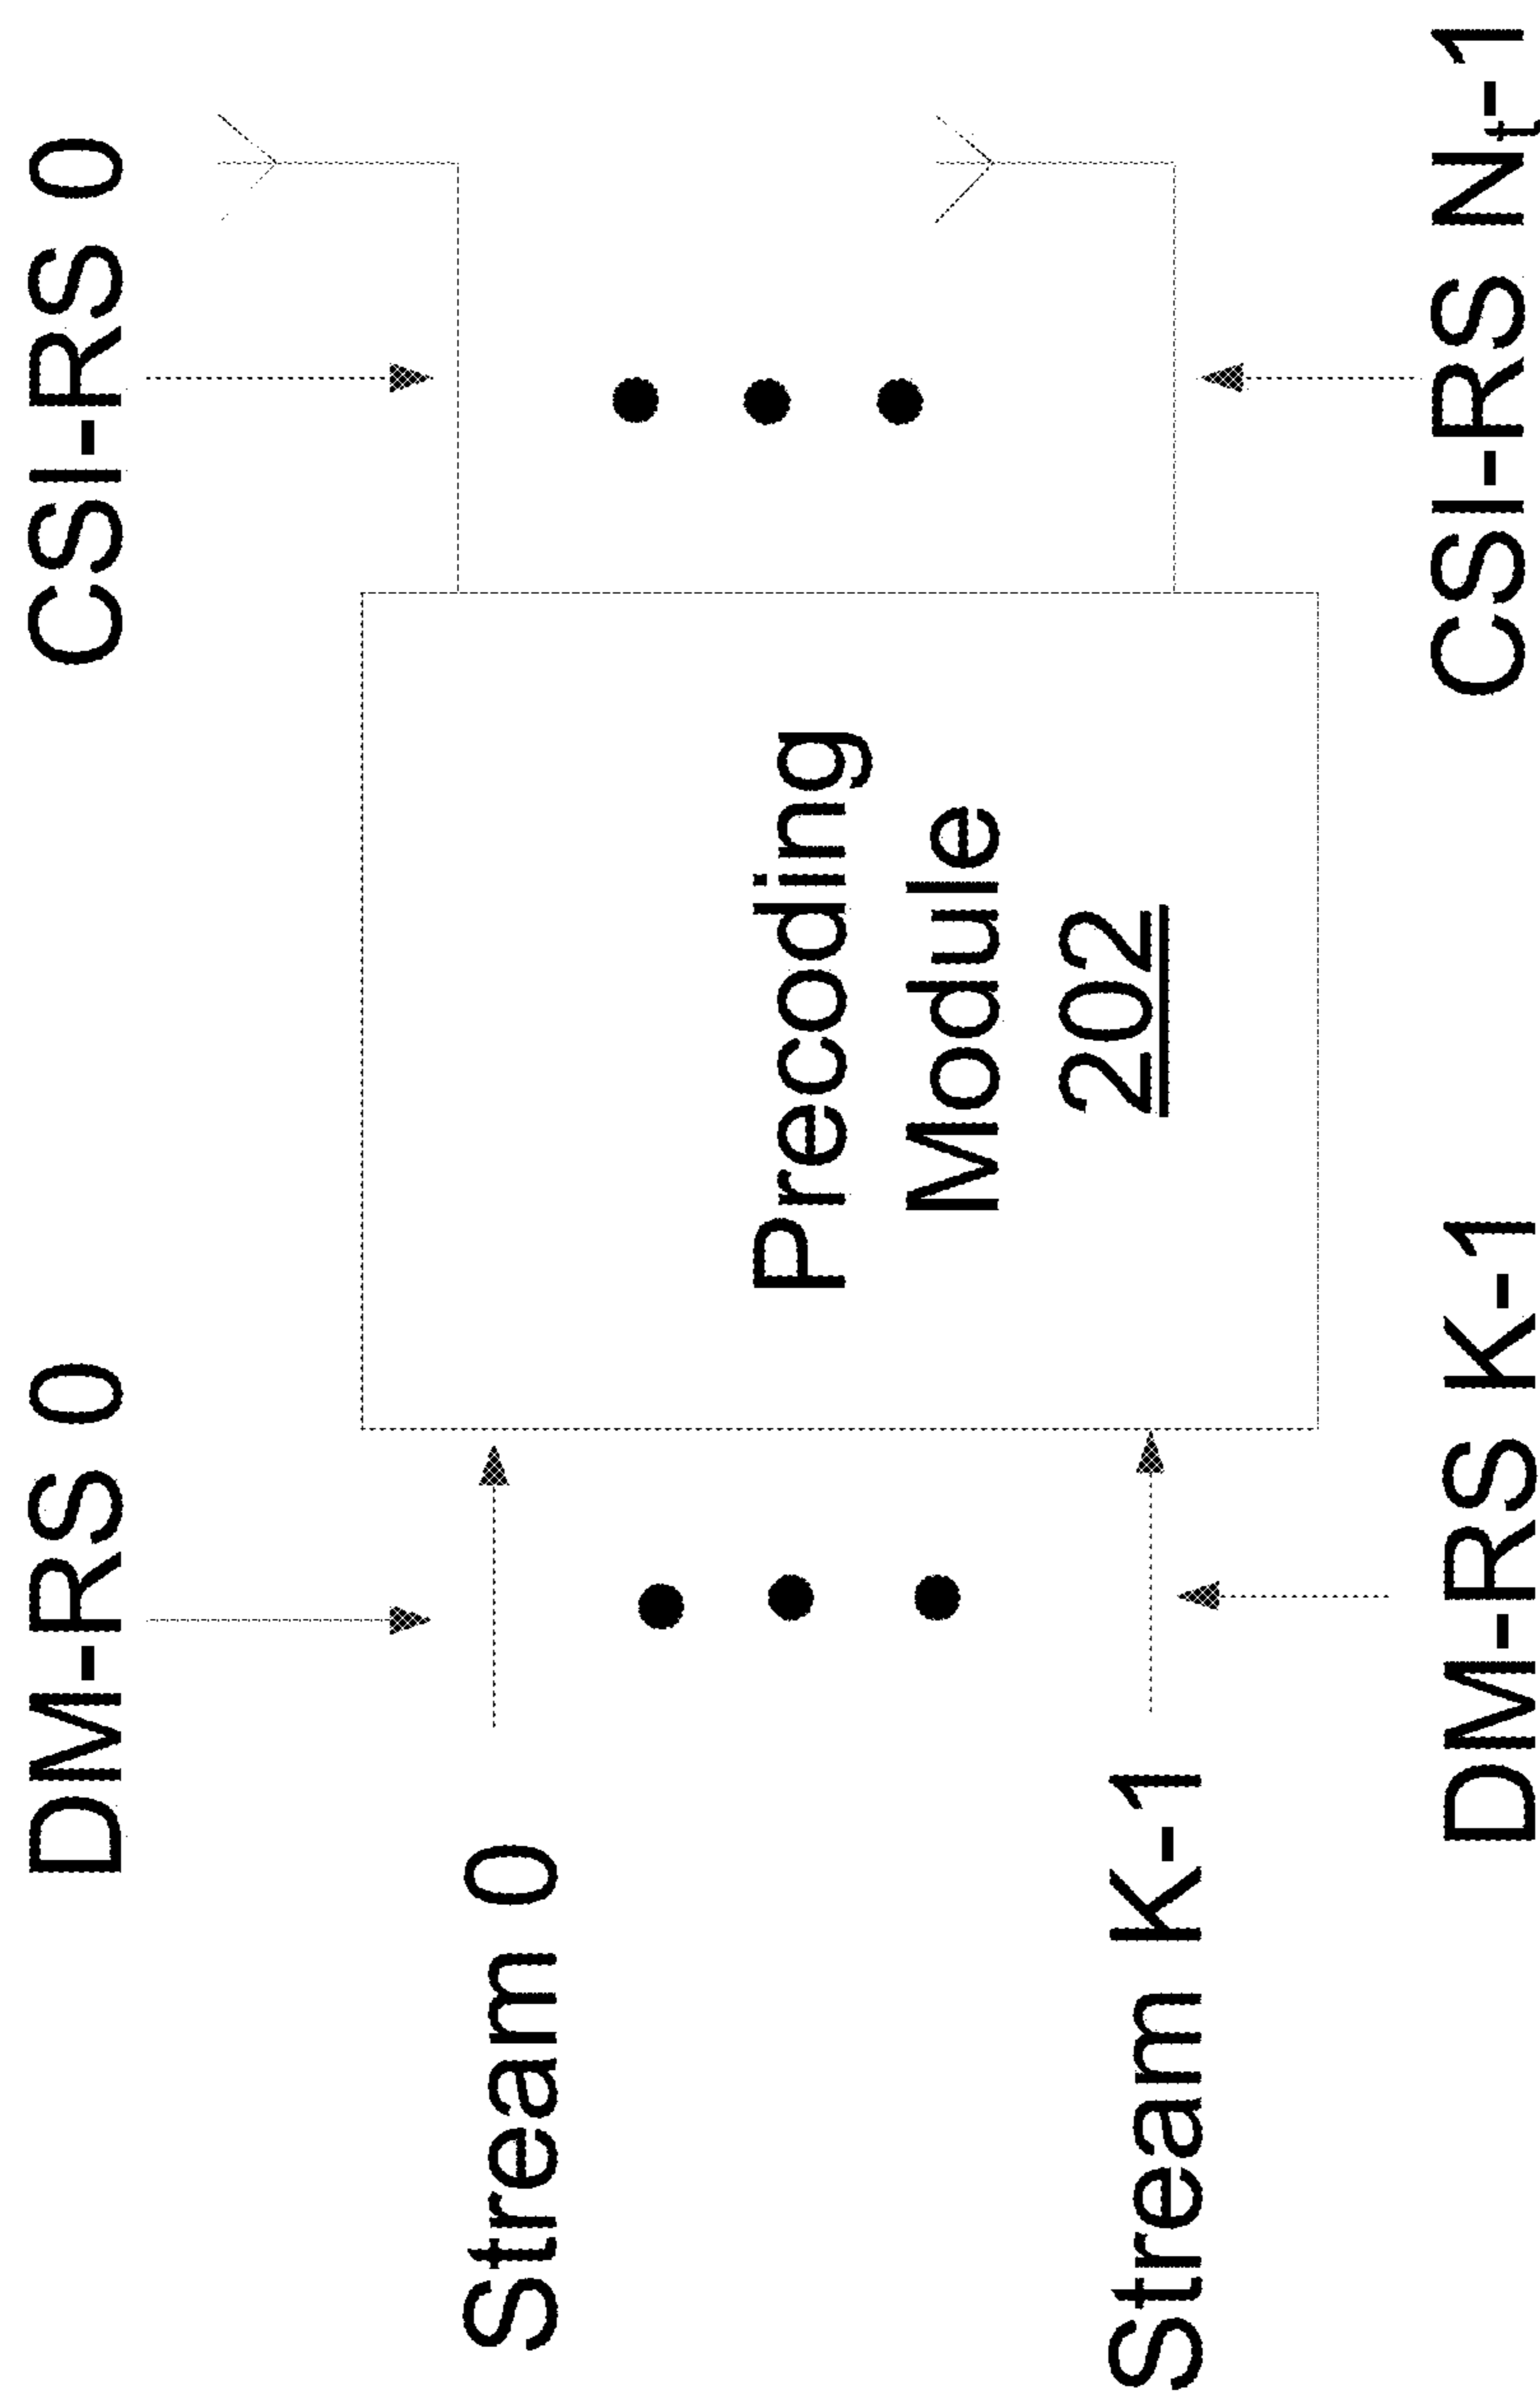 DM-RS 0
CSI-RS 0
Stream 0
Precoding
Module
202
Stream K-1
DM-RS K-1
CSI-RS Nt-1